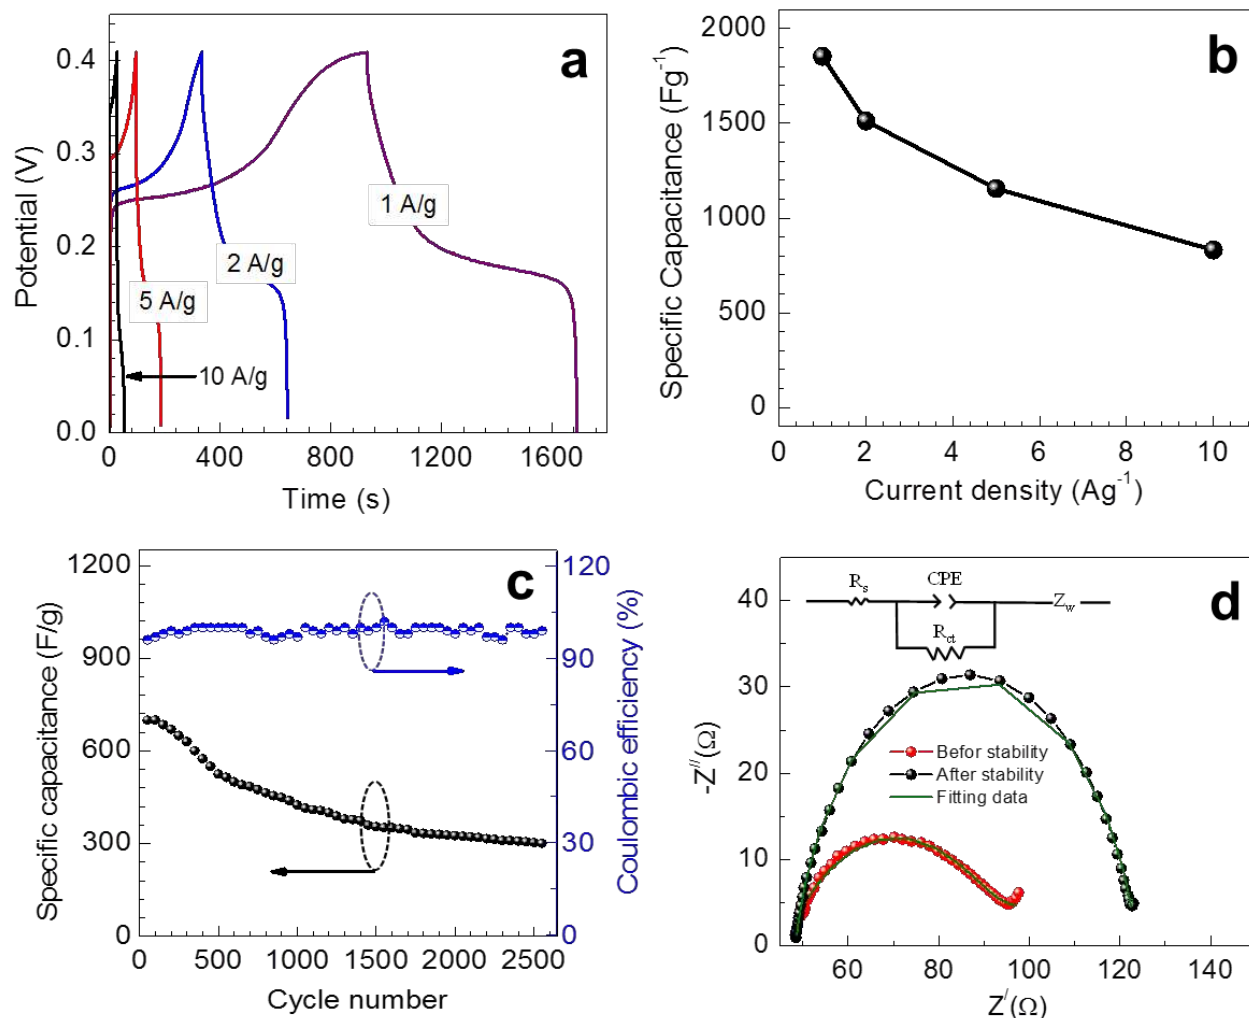 a
0.4
0.3
0.2
0.1
0.0
Potential (V)
1 A/g
2 A/g
5 A/g
10 A/g
0
400
800
1200
1600
Time (s)
b
2000
1500
1000
500
0
Specific Capacitance (Fg⁻¹)
0
2
4
6
8
10
Current density (Ag⁻¹)
c
1200
900
600
300
0
Specific capacitance (F/g)
120
90
60
30
0
Coulombic efficiency (%)
0
500
1000
1500
2000
2500
Cycle number
d
Rs
CPE
Rct
Zw
40
30
20
10
0
-Z//(Ω)
Befor stability
After stability
Fitting data
60
80
100
120
140
Z/(Ω)